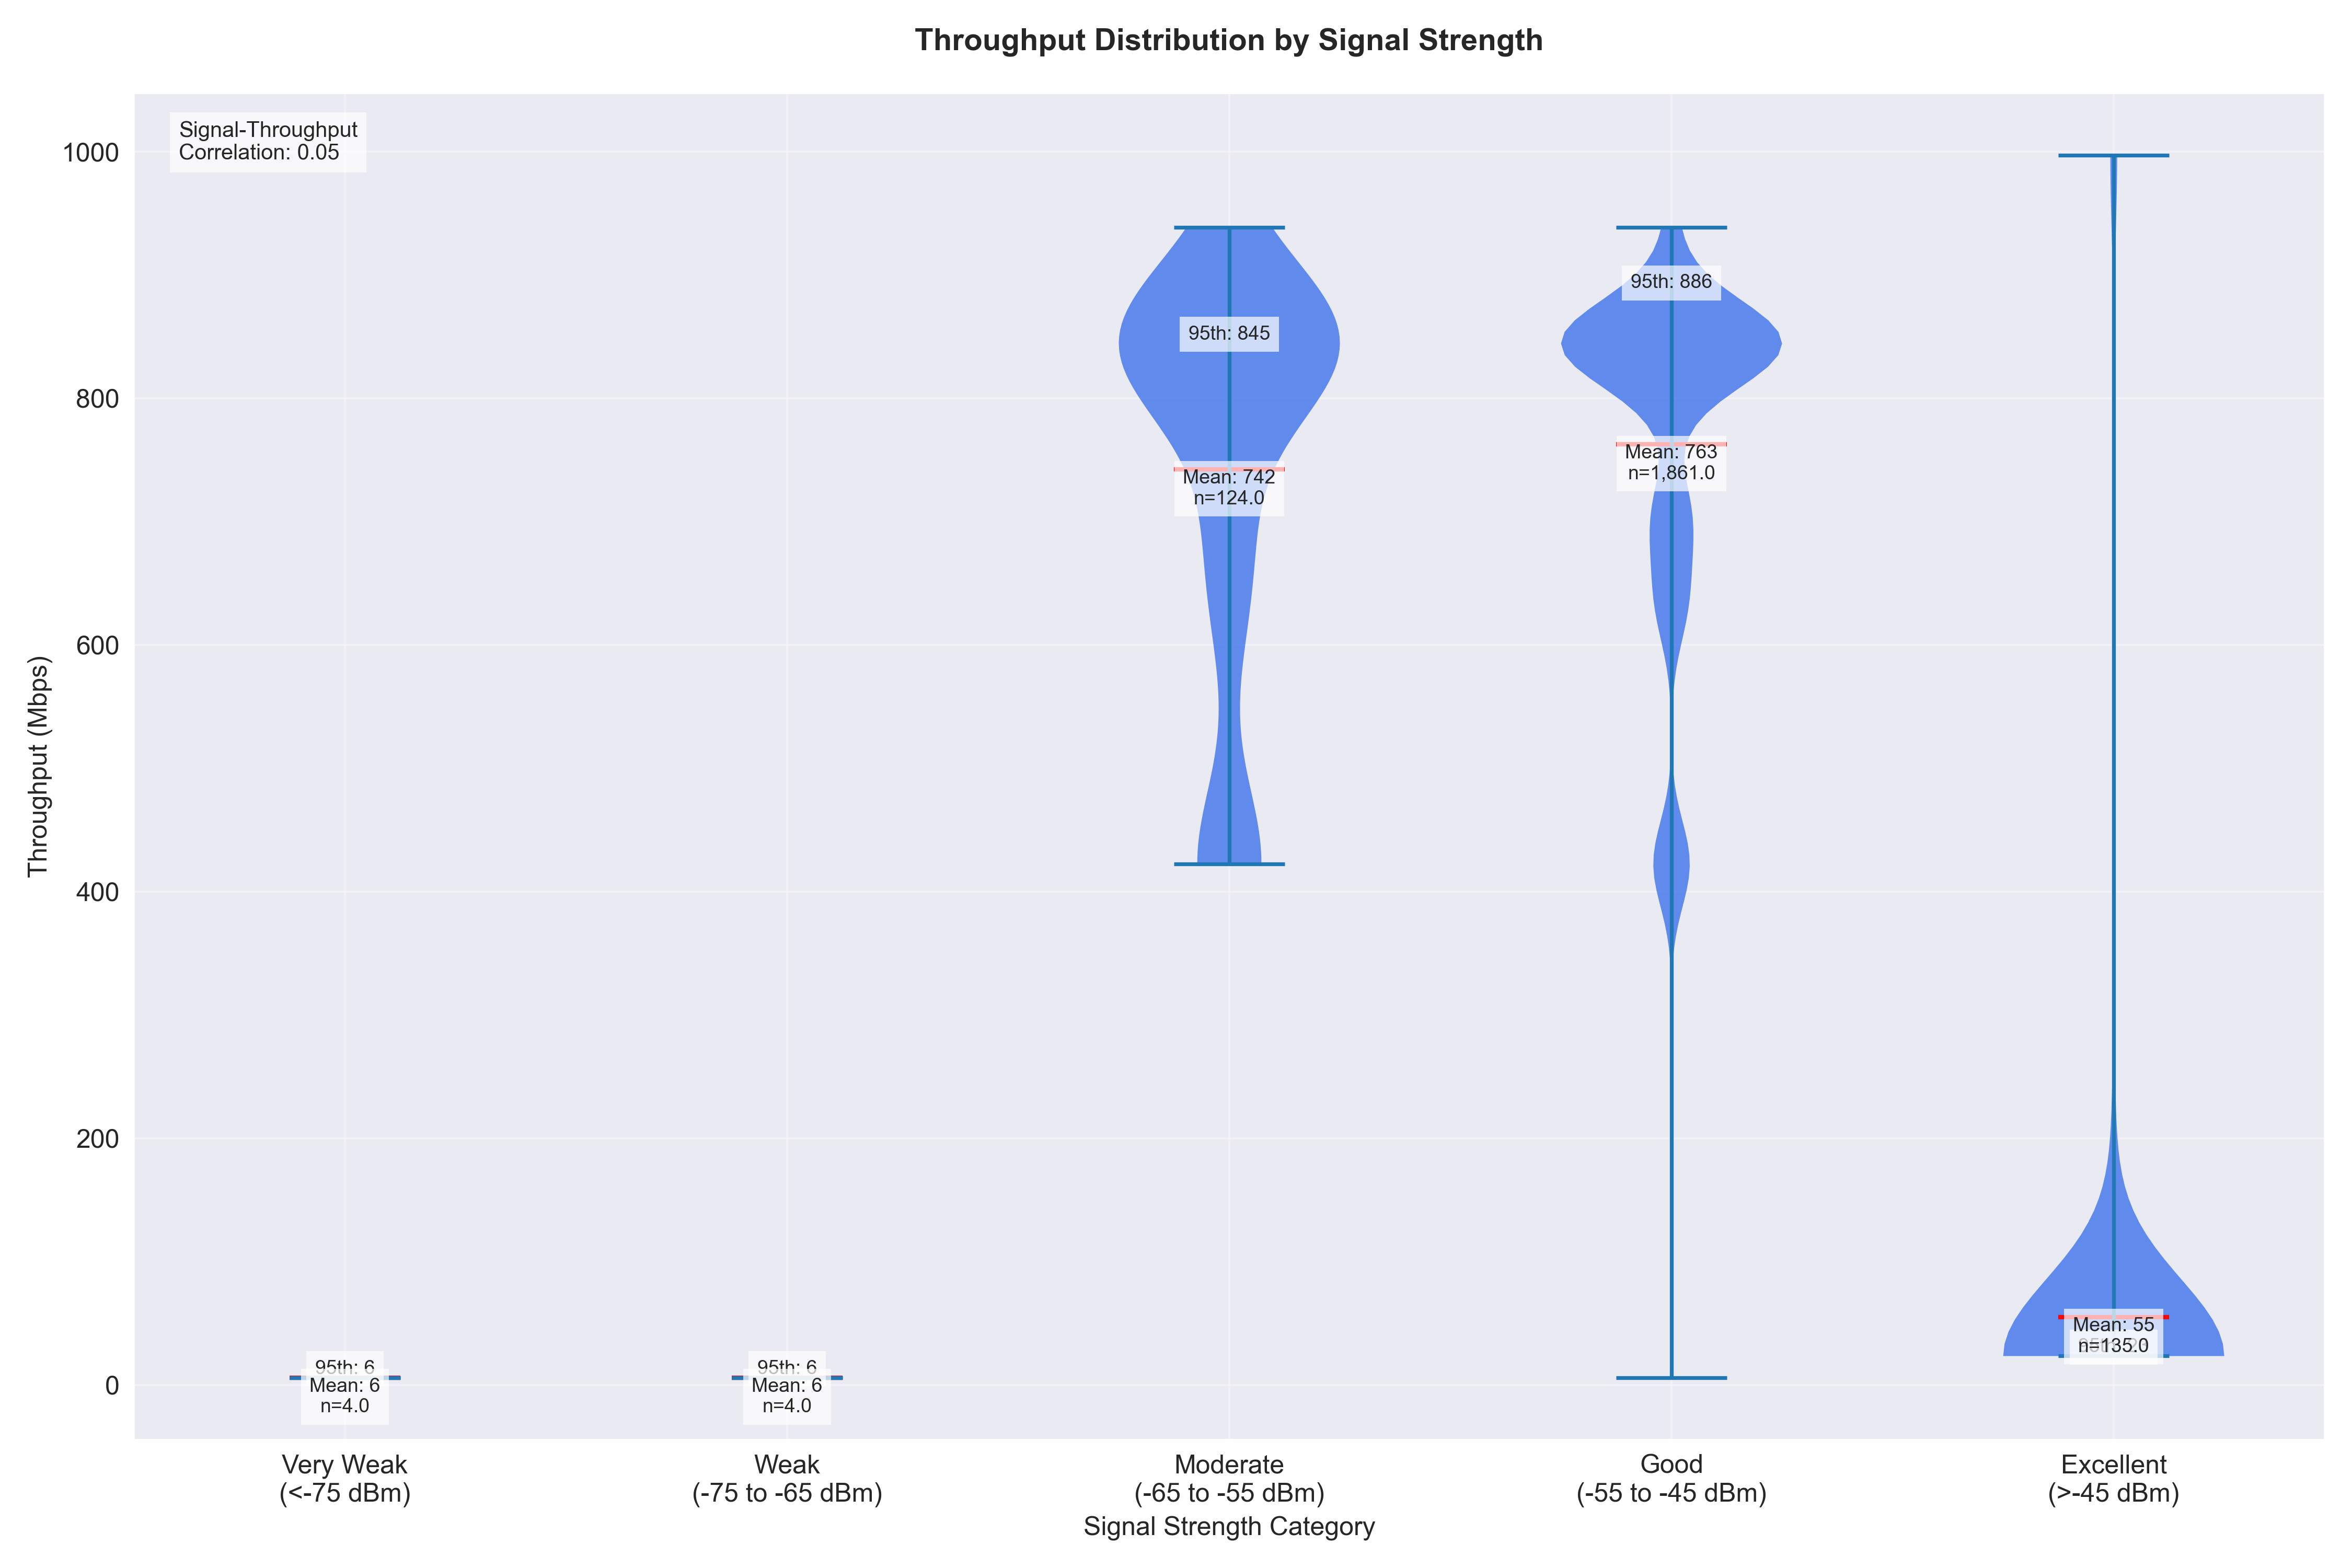 Throughput Distribution by Signal Strength
Signal-Throughput
Correlation: 0.05
Throughput (Mbps)
1000
800
600
400
200
0
95th: 6
Mean: 6
n=4.0
95th: 6
Mean: 6
n=4.0
95th: 845
Mean: 742
n=124.0
95th: 886
Mean: 763
n=1,861.0
Mean: 55
n=135.0
Very Weak
(<-75 dBm)
Weak
(-75 to -65 dBm)
Moderate
(-65 to -55 dBm)
Good
(-55 to -45 dBm)
Excellent
(>-45 dBm)
Signal Strength Category